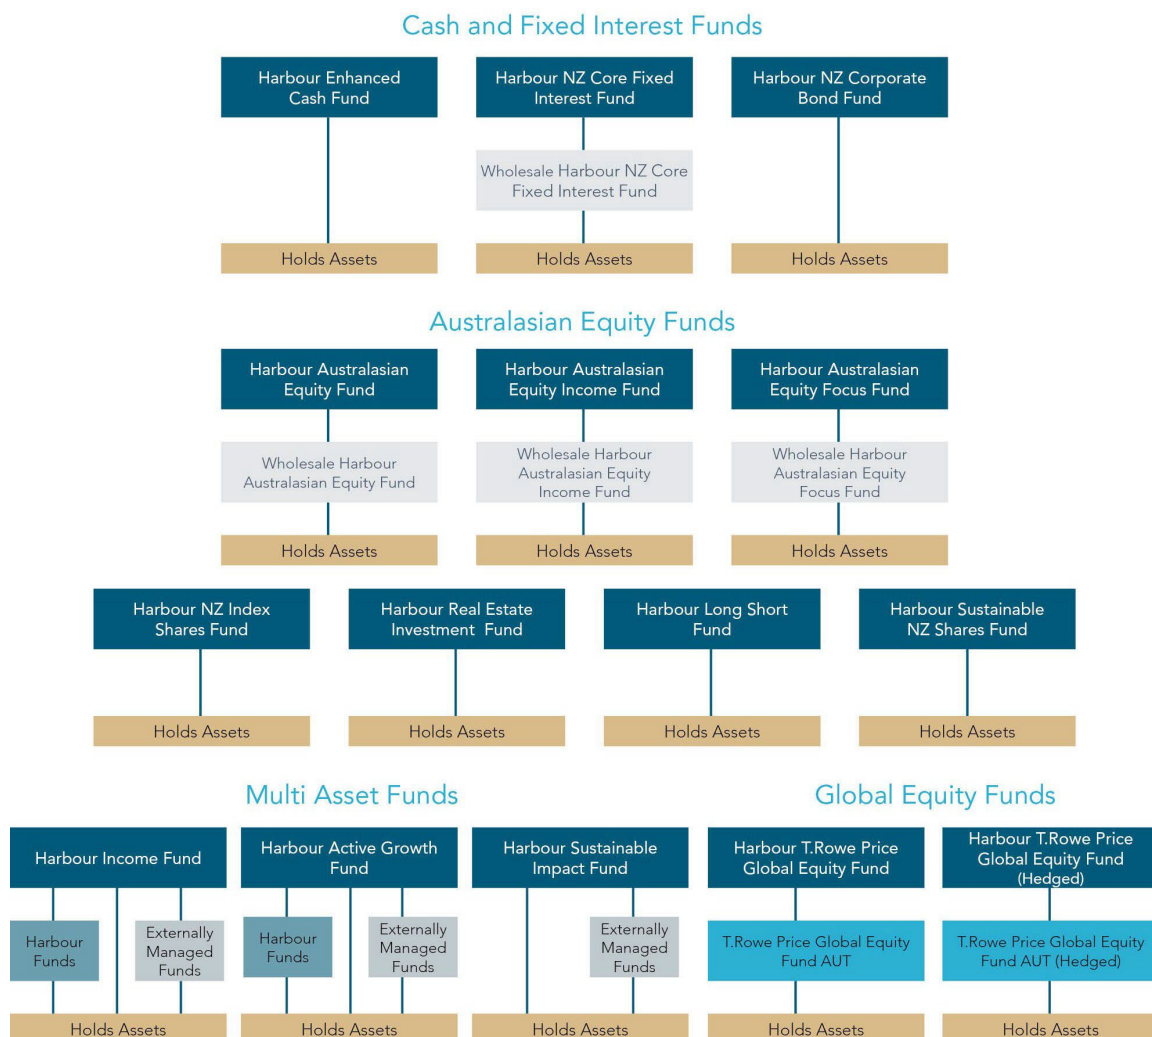 Cash and Fixed Interest Funds
Harbour Enhanced
Cash Fund
Harbour NZ Core Fixed
Interest Fund
Harbour NZ Corporate
Bond Fund
Wholesale Harbour NZ Core
Fixed Interest Fund
Holds Assets
Holds Assets
Holds Assets
Australasian Equity Funds
Harbour Australasian
Equity Fund
Harbour Australasian
Equity Income Fund
Harbour Australasian
Equity Focus Fund
Wholesale Harbour
Australasian Equity Fund
Wholesale Harbour
Australasian Equity
Income Fund
Wholesale Harbour
Australasian Equity
Focus Fund
Holds Assets
Holds Assets
Holds Assets
Harbour NZ Index
Shares Fund
Harbour Real Estate
Investment Fund
Harbour Long Short
Fund
Harbour Sustainable
NZ Shares Fund
Holds Assets
Holds Assets
Holds Assets
Holds Assets
Multi Asset Funds
Global Equity Funds
Harbour Income Fund
Harbour Active Growth
Fund
Harbour Sustainable
Impact Fund
Harbour T.Rowe Price
Global Equity Fund
Harbour T.Rowe Price
Global Equity Fund
(Hedged)
Harbour
Funds
Externally
Managed
Funds
Harbour
Funds
Externally
Managed
Funds
Externally
Managed
Funds
T.Rowe Price Global Equity
Fund AUT
T.Rowe Price Global Equity
Fund AUT (Hedged)
Holds Assets
Holds Assets
Holds Assets
Holds Assets
Holds Assets